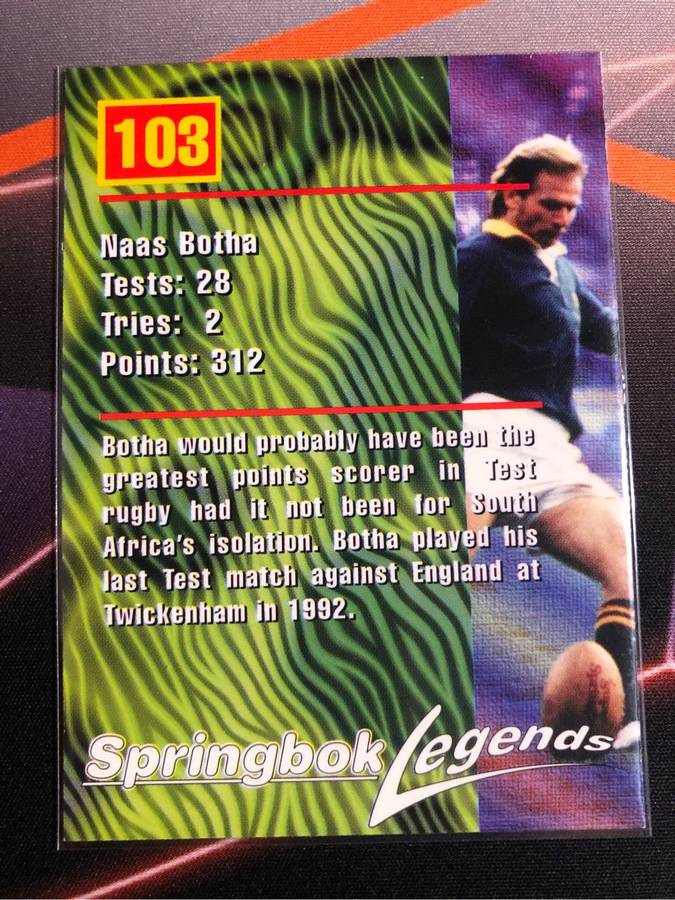 103
Naas Botha
Tests: 28
Tries: 2
Points: 312
Botha would probably have been the
greatest points scorer in Test
rugby had it not been for South
Africa's isolation. Botha played his
last Test match against England at
Twickenham in 1992.
Springbok Legends